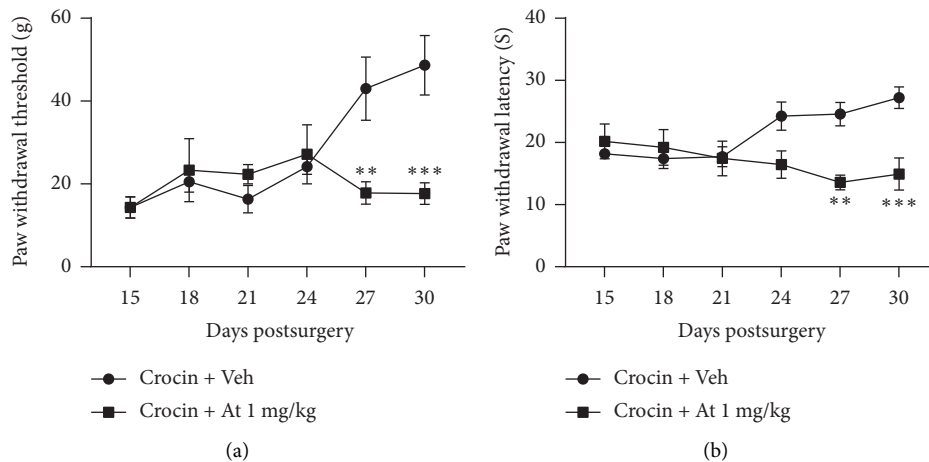 Paw withdrawal threshold (g)
60
40
20
0
** ***
15 18 21 24 27 30
Days postsurgery
Crocin + Veh
Crocin + At 1 mg/kg
(a)
Paw withdrawal latency (S)
40
30
20
10
0
** ***
15 18 21 24 27 30
Days postsurgery
Crocin + Veh
Crocin + At 1 mg/kg
(b)